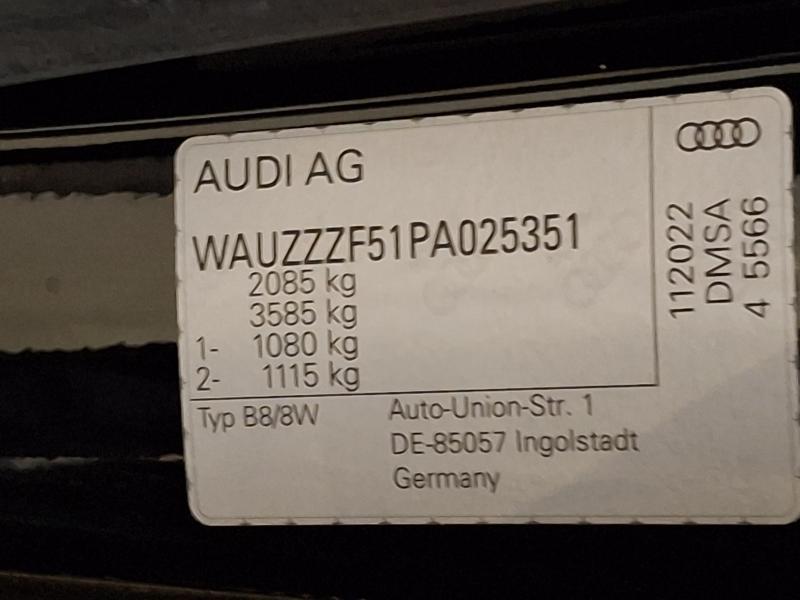 AUDI AG
WAUZZZF51PA025351
2085 kg
3585 kg
1- 1080 kg
2- 1115 kg
Typ B8/8W
Auto-Union-Str. 1
DE-85057 Ingolstadt
Germany
112022
DMSA
4 5566